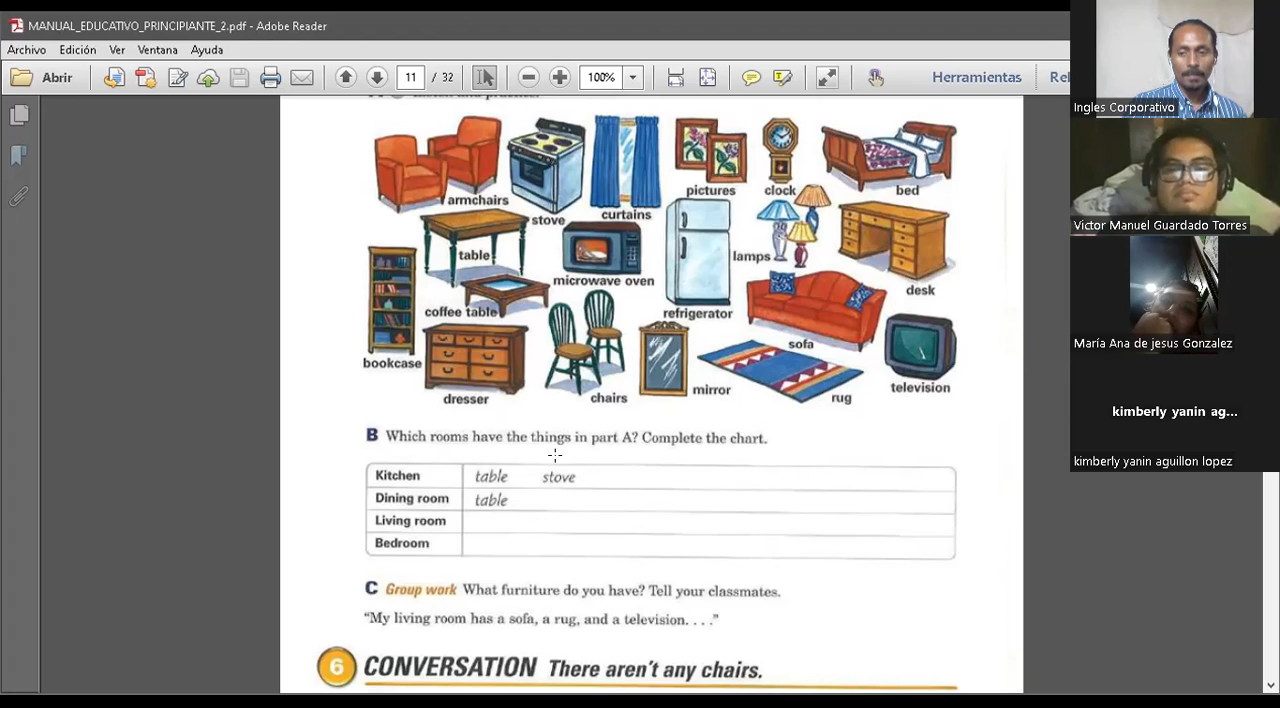 MANUAL_EDUCATIVO_PRINCIPIANTE_2.pdf - Adobe Reader
Archivo Edición Ver Ventana Ayuda
Abrir 11 / 32 100% Herramientas
Ingles Corporativo
Victor Manuel Guardado Torres
María Ana de jesus Gonzalez
kimberly yanin ag...
kimberly yanin aguillon lopez
armchairs
stove
curtains
pictures
clock
bed
table
microwave oven
lamps
desk
coffee table
refrigerator
sofa
bookcase
dresser
chairs
mirror
rug
television
B Which rooms have the things in part A? Complete the chart.
Kitchen table stove
Dining room table
Living room
Bedroom
C Group work What furniture do you have? Tell your classmates.
“My living room has a sofa, a rug, and a television. . . .”
6 CONVERSATION There aren't any chairs.